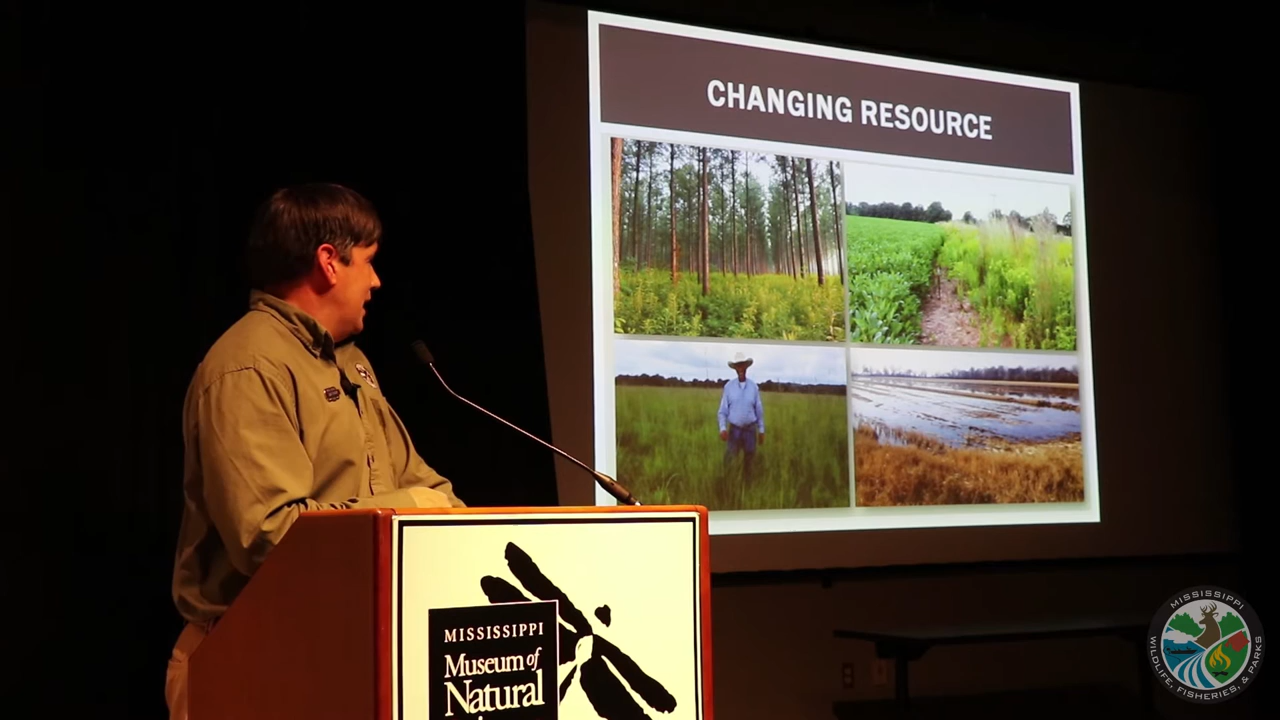 CHANGING RESOURCE
MISSISSIPPI
Museum of
Natural
MISSISSIPPI
WILDLIFE, FISHERIES, & PARKS